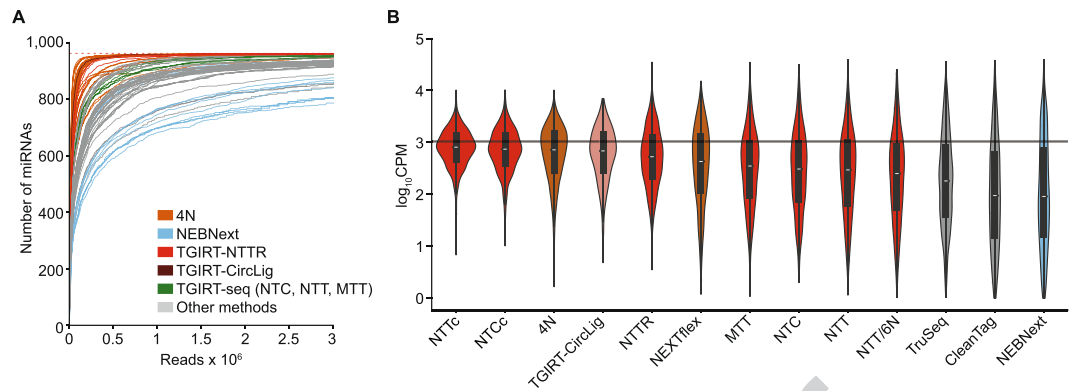 A
1,000
800
600
400
200
0
Number of miRNAs
4N
NEBNext
TGIRT-NTTR
TGIRT-CircLig
TGIRT-seq (NTC, NTT, MTT)
Other methods
0 0.5 1 1.5 2 2.5 3
Reads x 10⁶
B
5
4
3
2
1
0
log₁₀CPM
NTTc
NTCc
4N
TGIRT-CircLig
NTTR
NEXTflex
MTT
NTC
NTT
NTT/6N
TruSeq
CleanTag
NEBNext